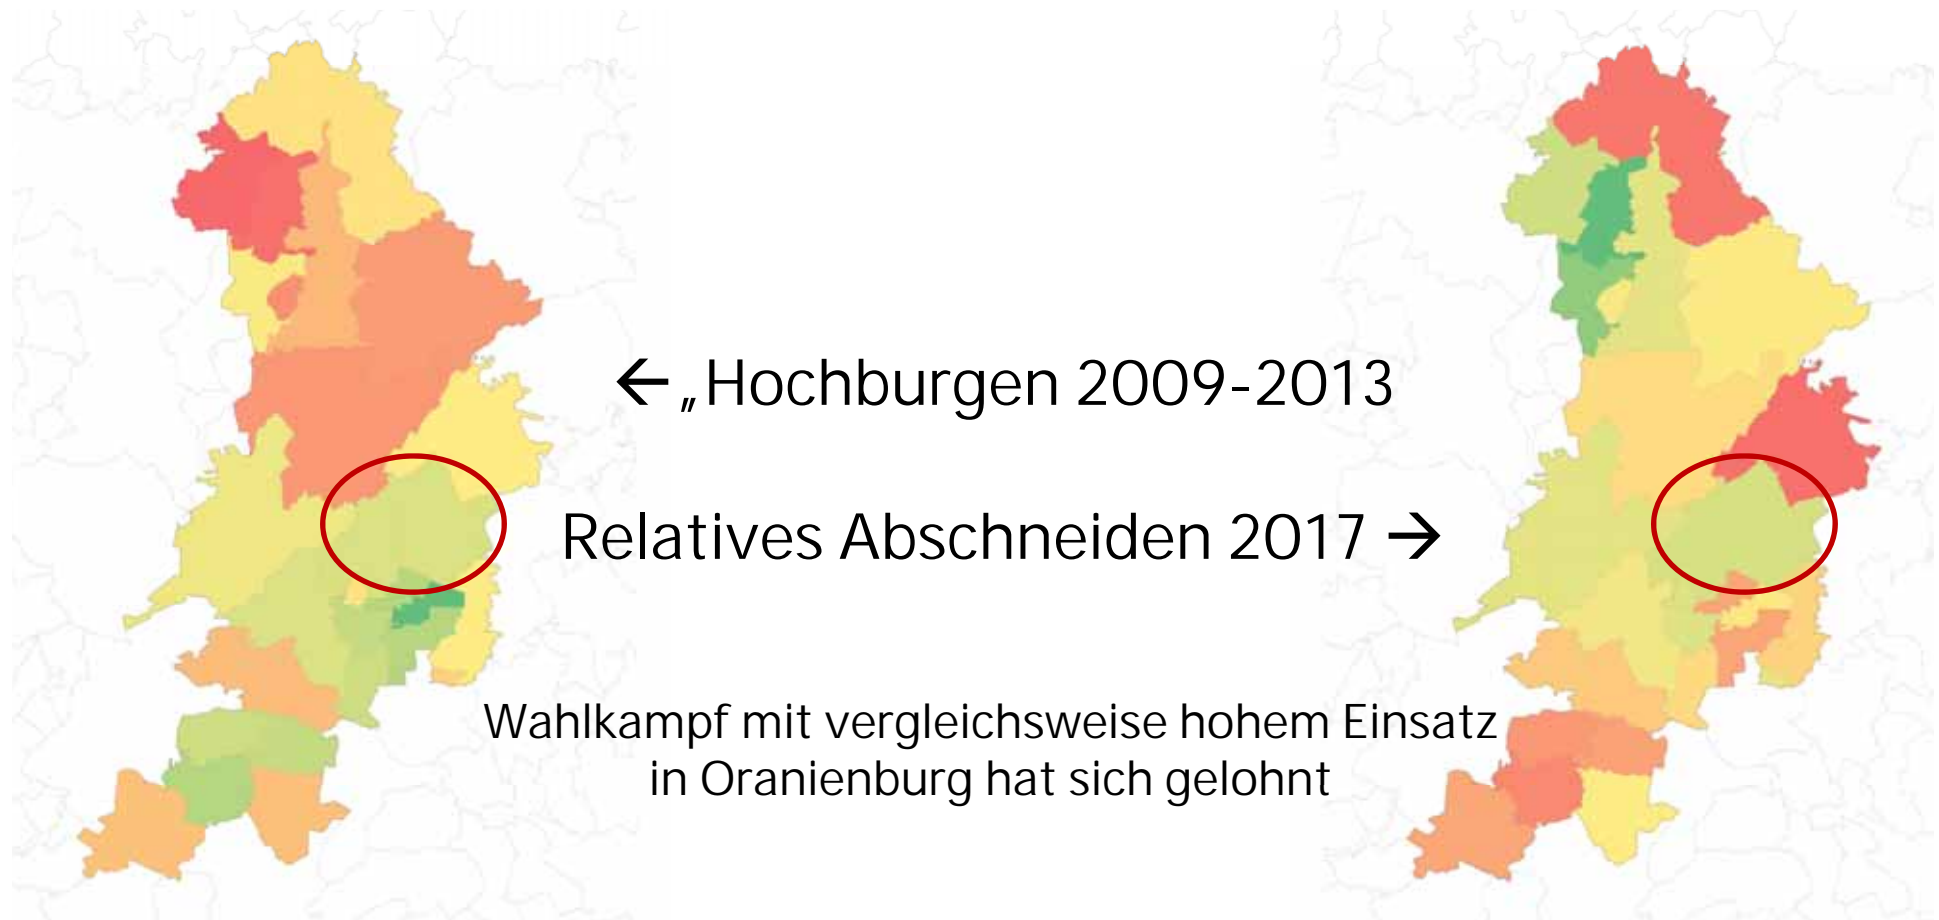 ← „Hochburgen 2009-2013
Relatives Abschneiden 2017 →
Wahlkampf mit vergleichsweise hohem Einsatz
in Oranienburg hat sich gelohnt